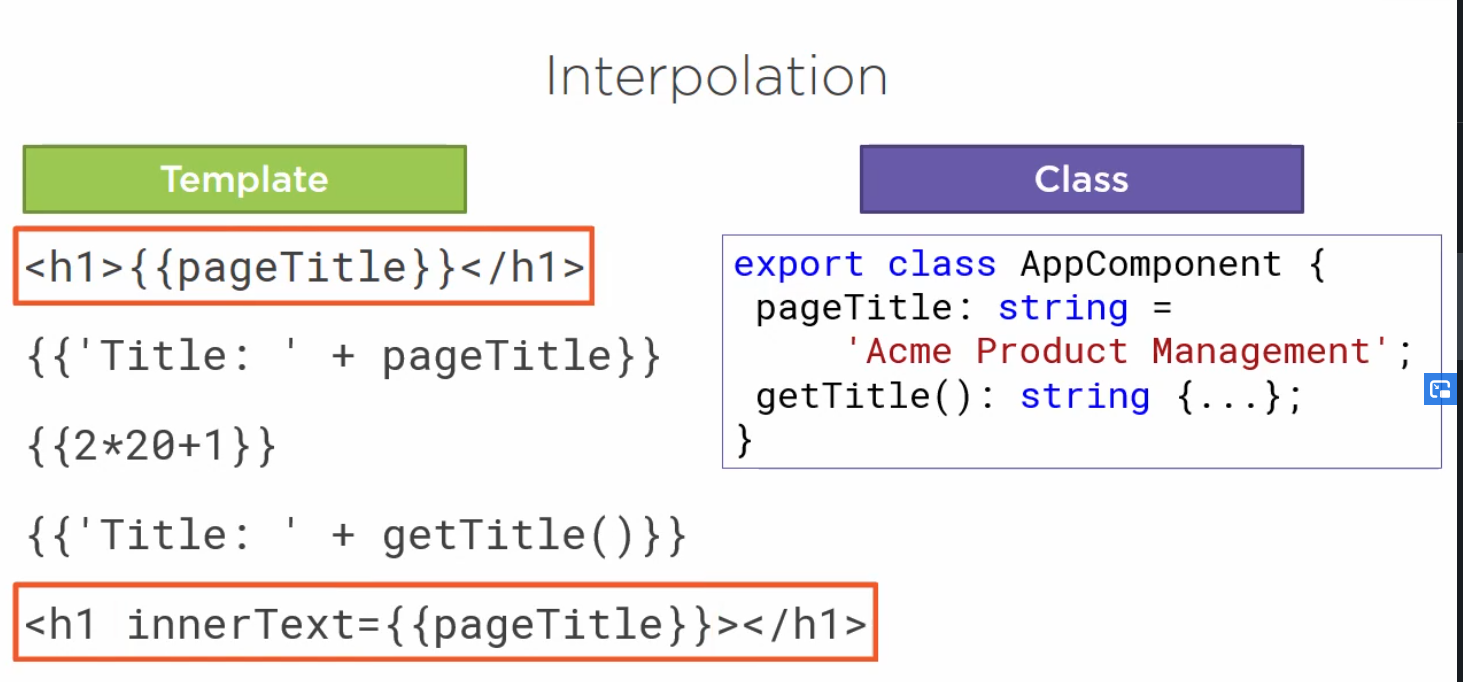 Interpolation
Template
<h1>{{pageTitle}}</h1>
{{'Title: ' + pageTitle}}
{{2*20+1}}
{{'Title: ' + getTitle()}}
<h1 innerText={{pageTitle}}></h1>
Class
export class AppComponent {
pageTitle: string =
'Acme Product Management';
getTitle(): string {...};
}